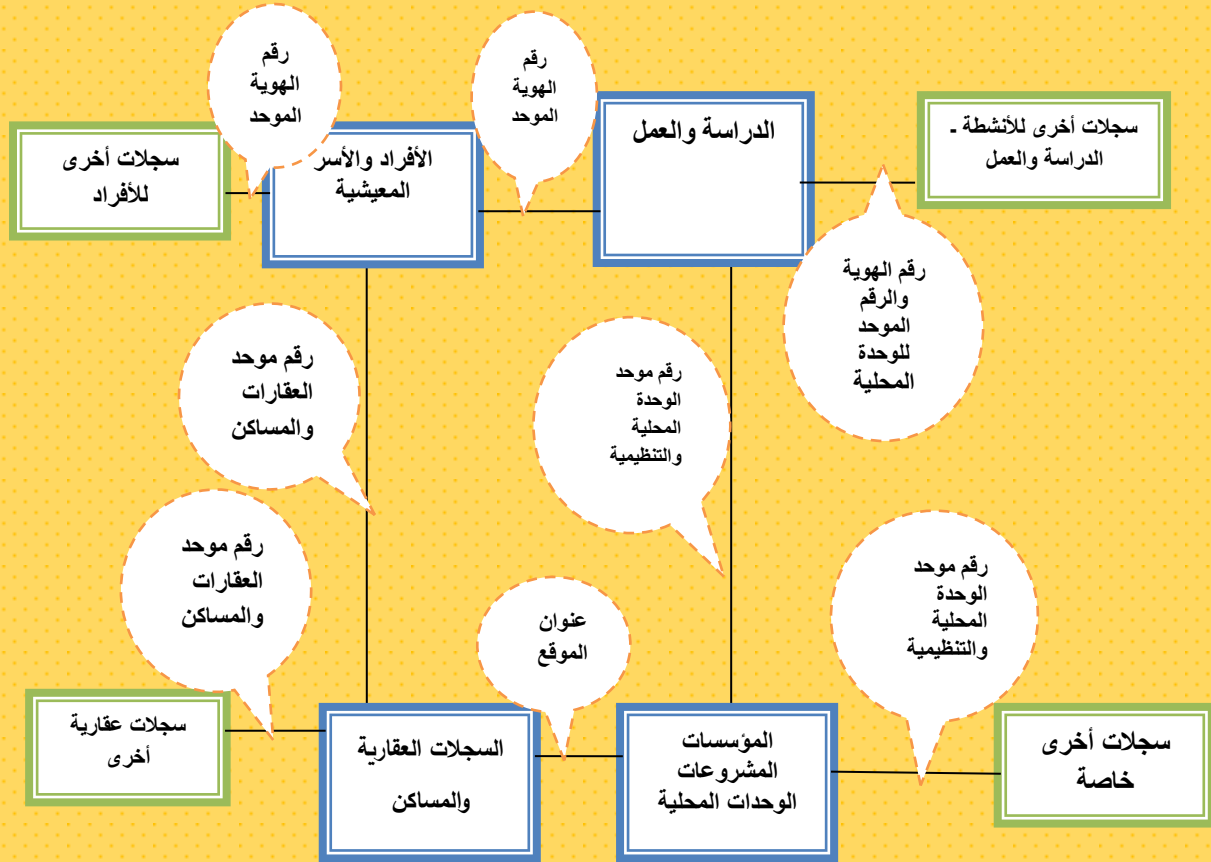 رقم
الهوية
الموحد
رقم
الهوية
الموحد
سجلات أخرى للأنشطة ـ
الدراسة والعمل
الدراسة والعمل
الأفراد والأسر
المعيشية
سجلات أخرى
للأفراد
رقم الهوية
والرقم
الموحد
للوحدة
المحلية
رقم موحد
الوحدة
المحلية
والتنظيمية
رقم موحد
العقارات
والمساكن
رقم موحد
العقارات
والمساكن
رقم موحد
الوحدة
المحلية
والتنظيمية
عنوان
الموقع
سجلات أخرى
خاصة
المؤسسات
المشروعات
الوحدات المحلية
السجلات العقارية
والمساكن
سجلات عقارية
أخرى